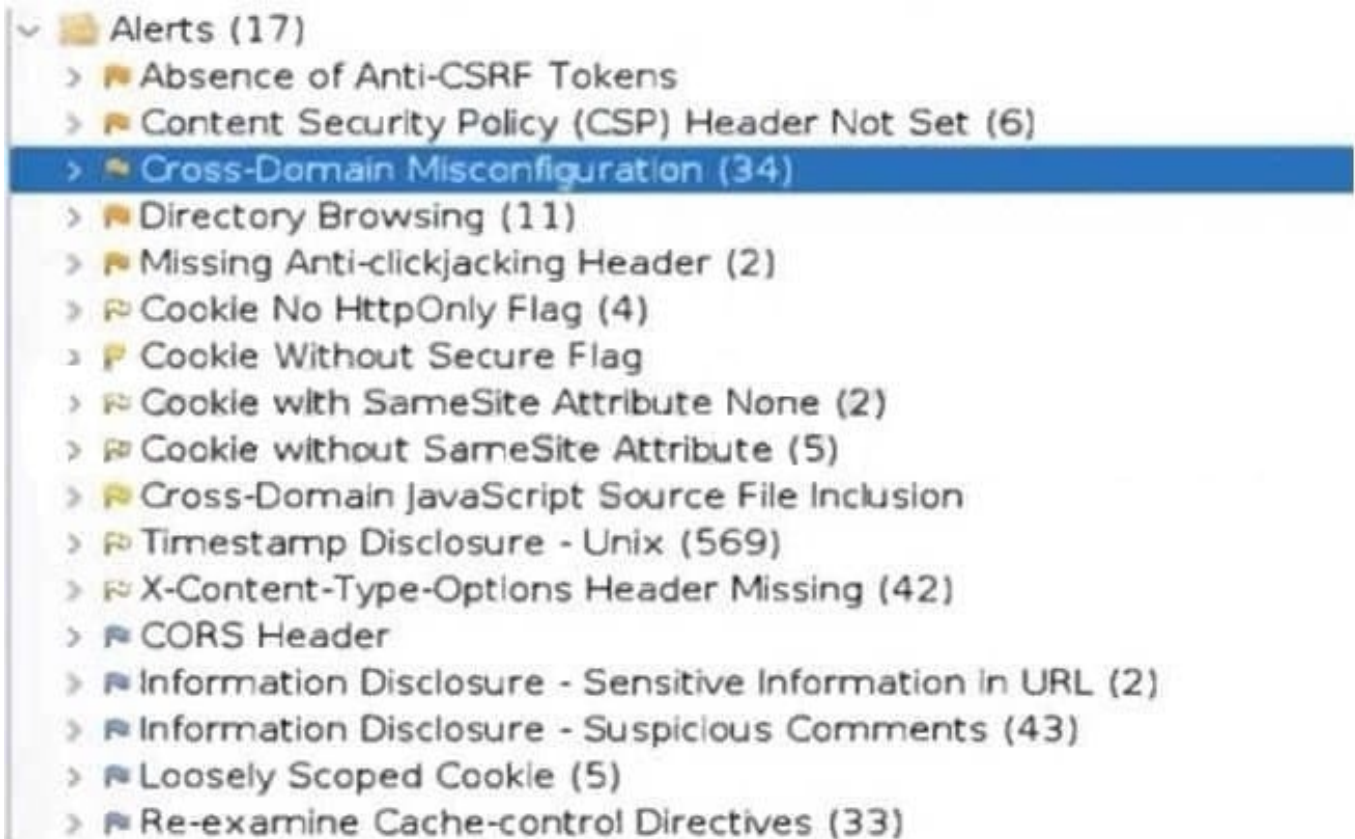 Alerts (17)
Absence of Anti-CSRF Tokens
Content Security Policy (CSP) Header Not Set (6)
Cross-Domain Misconfiguration (34)
Directory Browsing (11)
Missing Anti-clickjacking Header (2)
Cookie No HttpOnly Flag (4)
Cookie Without Secure Flag
Cookie with SameSite Attribute None (2)
Cookie without SameSite Attribute (5)
Cross-Domain JavaScript Source File Inclusion
Timestamp Disclosure - Unix (569)
X-Content-Type-Options Header Missing (42)
CORS Header
Information Disclosure - Sensitive Information in URL (2)
Information Disclosure - Suspicious Comments (43)
Loosely Scoped Cookie (5)
Re-examine Cache-control Directives (33)